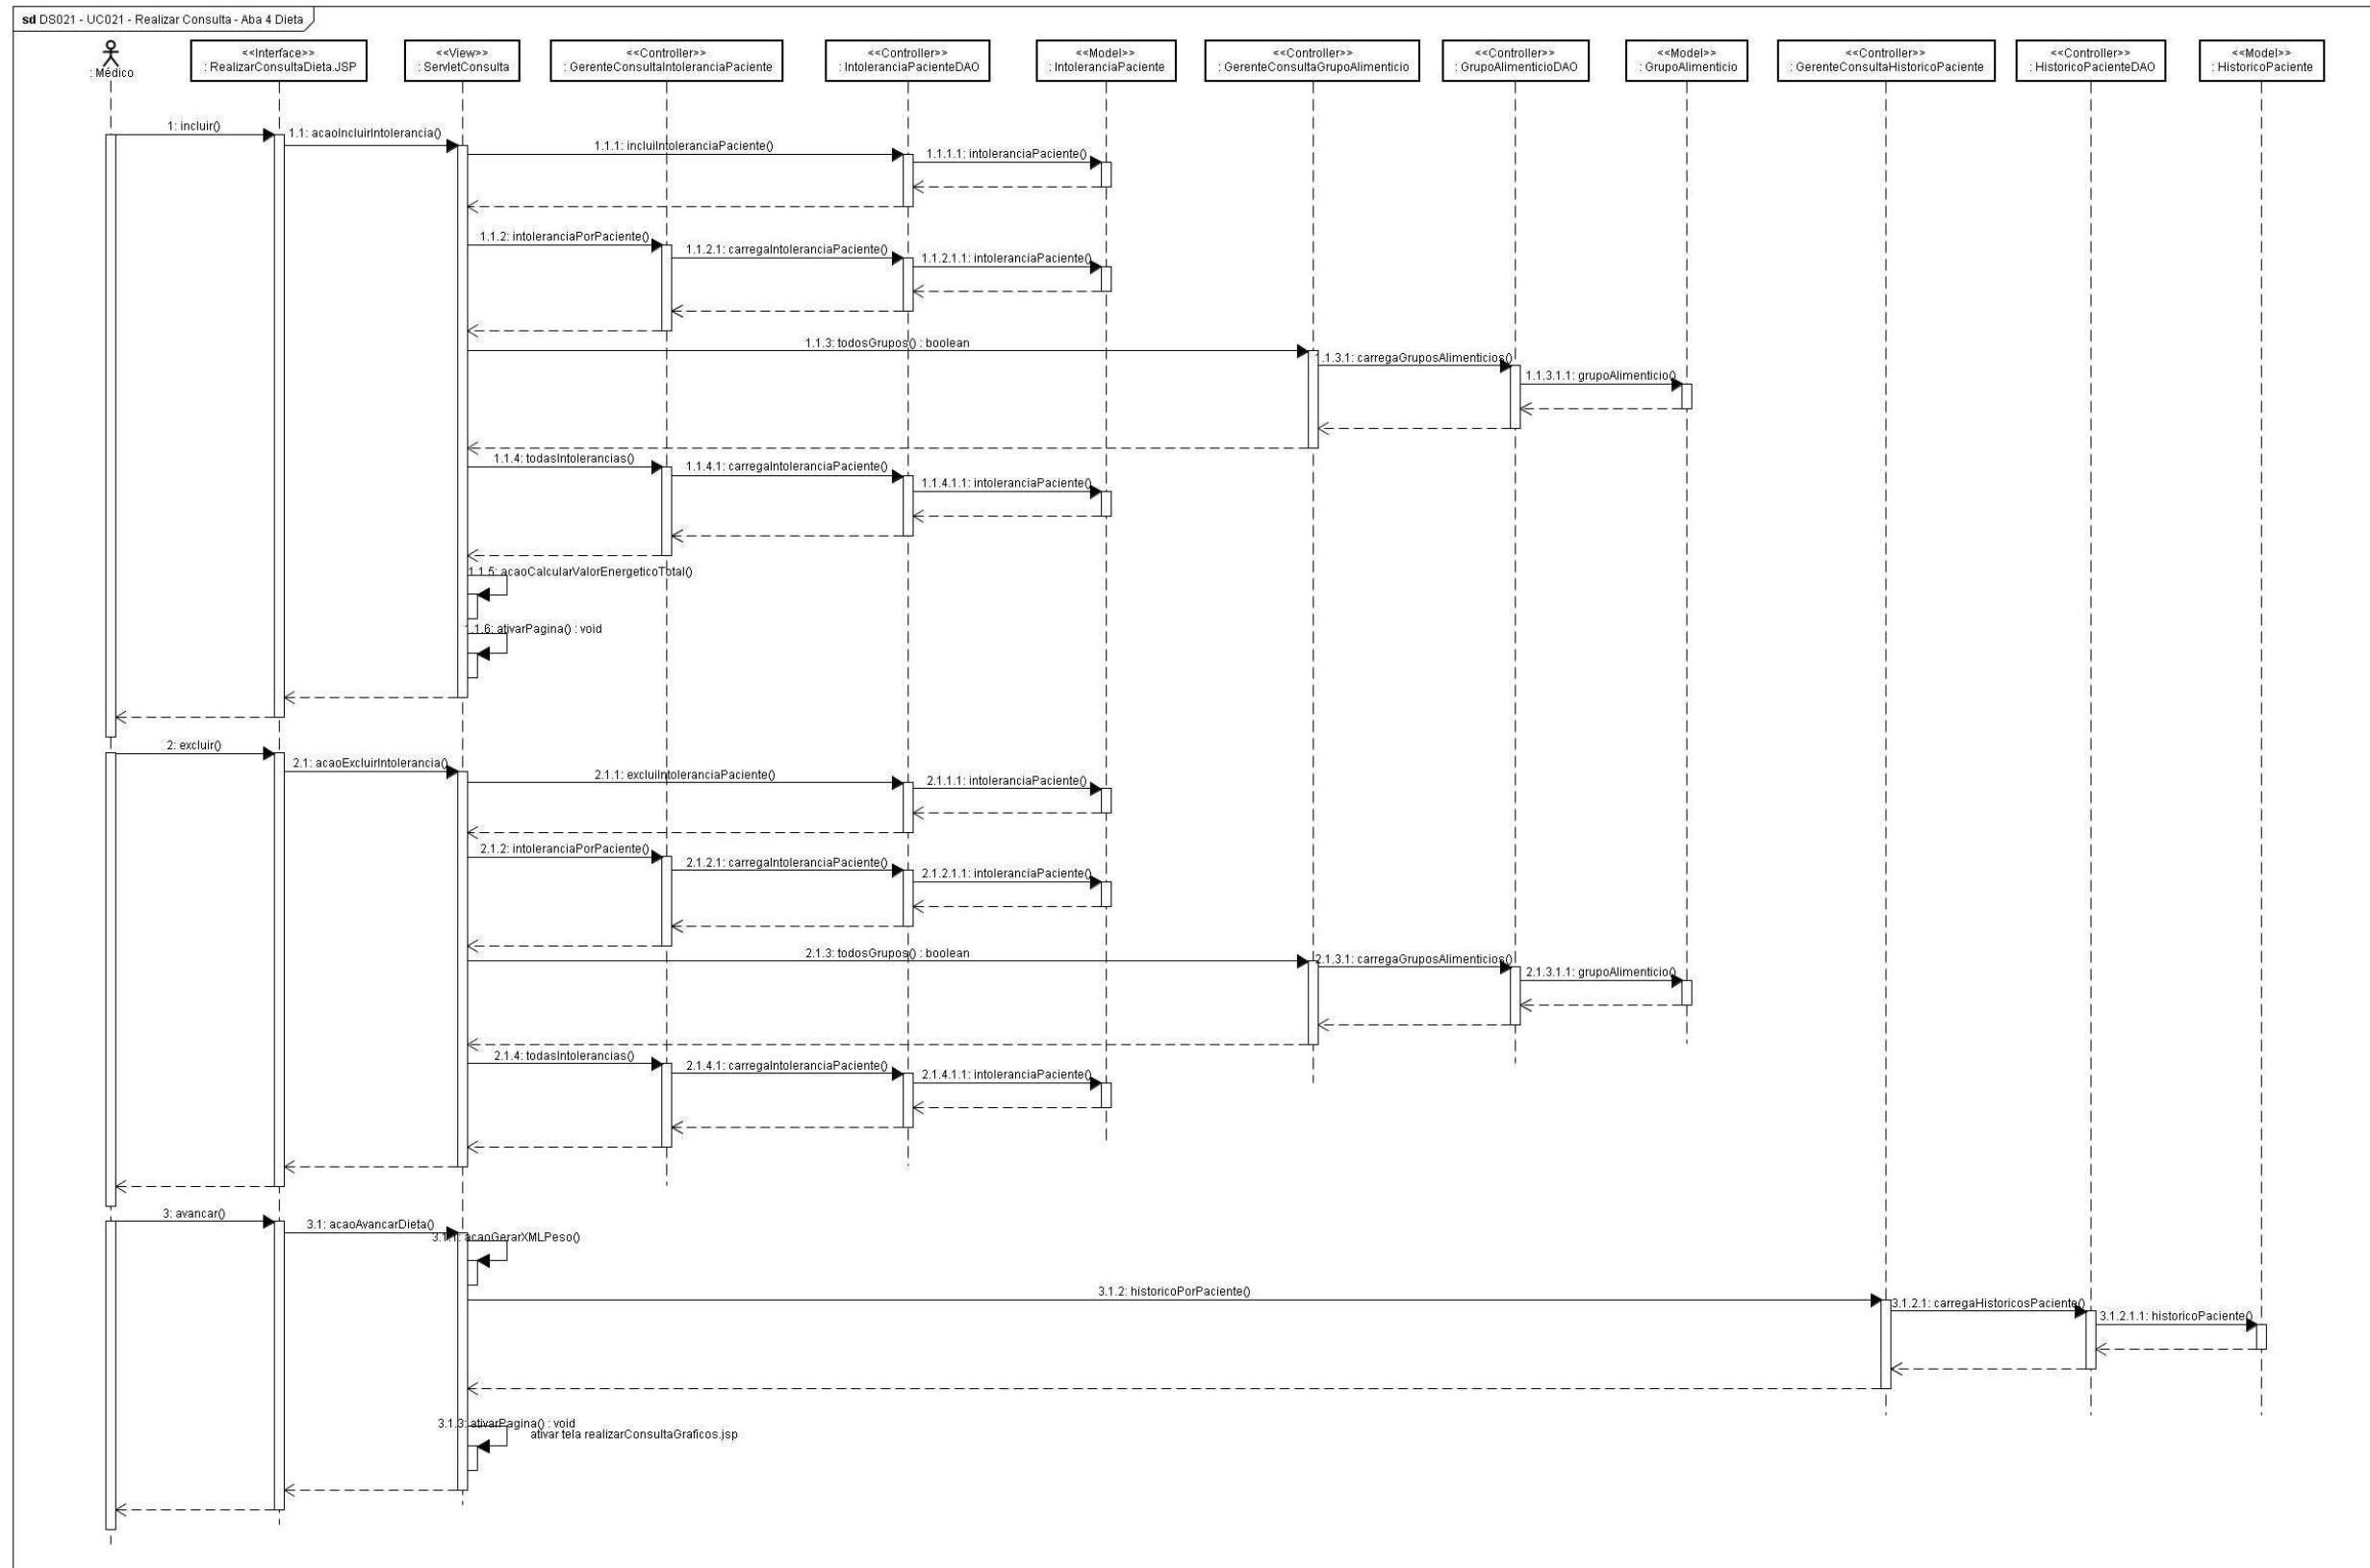 sd DS021 - UC021 - Realizar Consulta - Aba 4 Dieta
: Médico
<<Interface>>
: RealizarConsultaDieta.JSP
<<View>>
: ServletConsulta
<<Controller>>
: GerenteConsultaIntoleranciaPaciente
<<Controller>>
: IntoleranciaPacienteDAO
<<Model>>
: IntoleranciaPaciente
<<Controller>>
: GerenteConsultaGrupoAlimenticio
<<Controller>>
: GrupoAlimenticioDAO
<<Model>>
: GrupoAlimenticio
<<Controller>>
: GerenteConsultaHistoricoPaciente
<<Controller>>
: HistoricoPacienteDAO
<<Model>>
: HistoricoPaciente
1: incluir()
1.1: acaoIncluirIntolerancia()
1.1.1: incluiIntoleranciaPaciente()
1.1.1.1: intoleranciaPaciente()
1.1.2: intoleranciaPorPaciente()
1.1.2.1: carregaIntoleranciaPaciente()
1.1.2.1.1: intoleranciaPaciente()
1.1.3: todosGrupos() : boolean
1.1.3.1: carregaGruposAlimenticios()
1.1.3.1.1: grupoAlimenticio()
1.1.4: todasIntolerancias()
1.1.4.1: carregaIntoleranciaPaciente()
1.1.4.1.1: intoleranciaPaciente()
1.1.5: acaoCalcularValorEnergeticoTotal()
1.1.6: ativarPagina() : void
2: excluir()
2.1: acaoExcluirIntolerancia()
2.1.1: excluiIntoleranciaPaciente()
2.1.1.1: intoleranciaPaciente()
2.1.2: intoleranciaPorPaciente()
2.1.2.1: carregaIntoleranciaPaciente()
2.1.2.1.1: intoleranciaPaciente()
2.1.3: todosGrupos() : boolean
2.1.3.1: carregaGruposAlimenticios()
2.1.3.1.1: grupoAlimenticio()
2.1.4: todasIntolerancias()
2.1.4.1: carregaIntoleranciaPaciente()
2.1.4.1.1: intoleranciaPaciente()
3: avancar()
3.1: acaoAvancarDieta()
3.1.1: acaoGerarXMLPeso()
3.1.2: historicoPorPaciente()
3.1.2.1: carregaHistoricosPaciente()
3.1.2.1.1: historicoPaciente()
3.1.3: ativarPagina() : void
ativar tela realizarConsultaGraficos.jsp